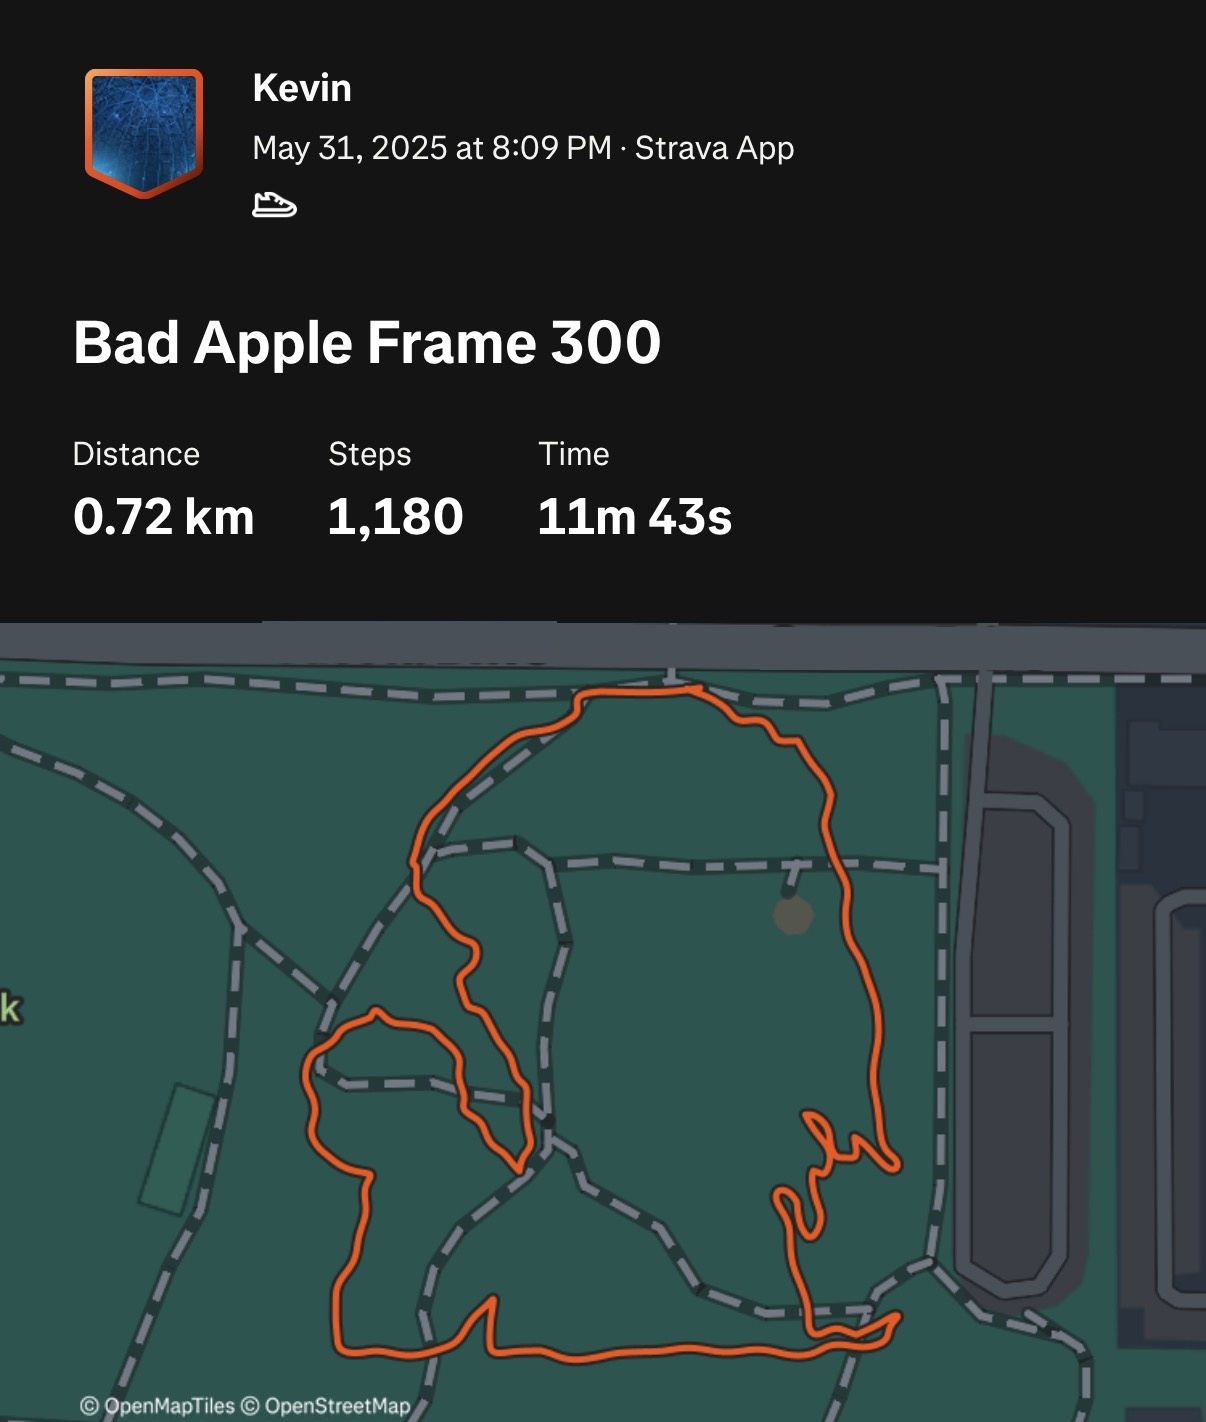 Kevin
May 31, 2025 at 8:09 PM · Strava App
Bad Apple Frame 300
Distance Steps Time
0.72 km 1,180 11m 43s
k
© OpenMapTiles © OpenStreetMap